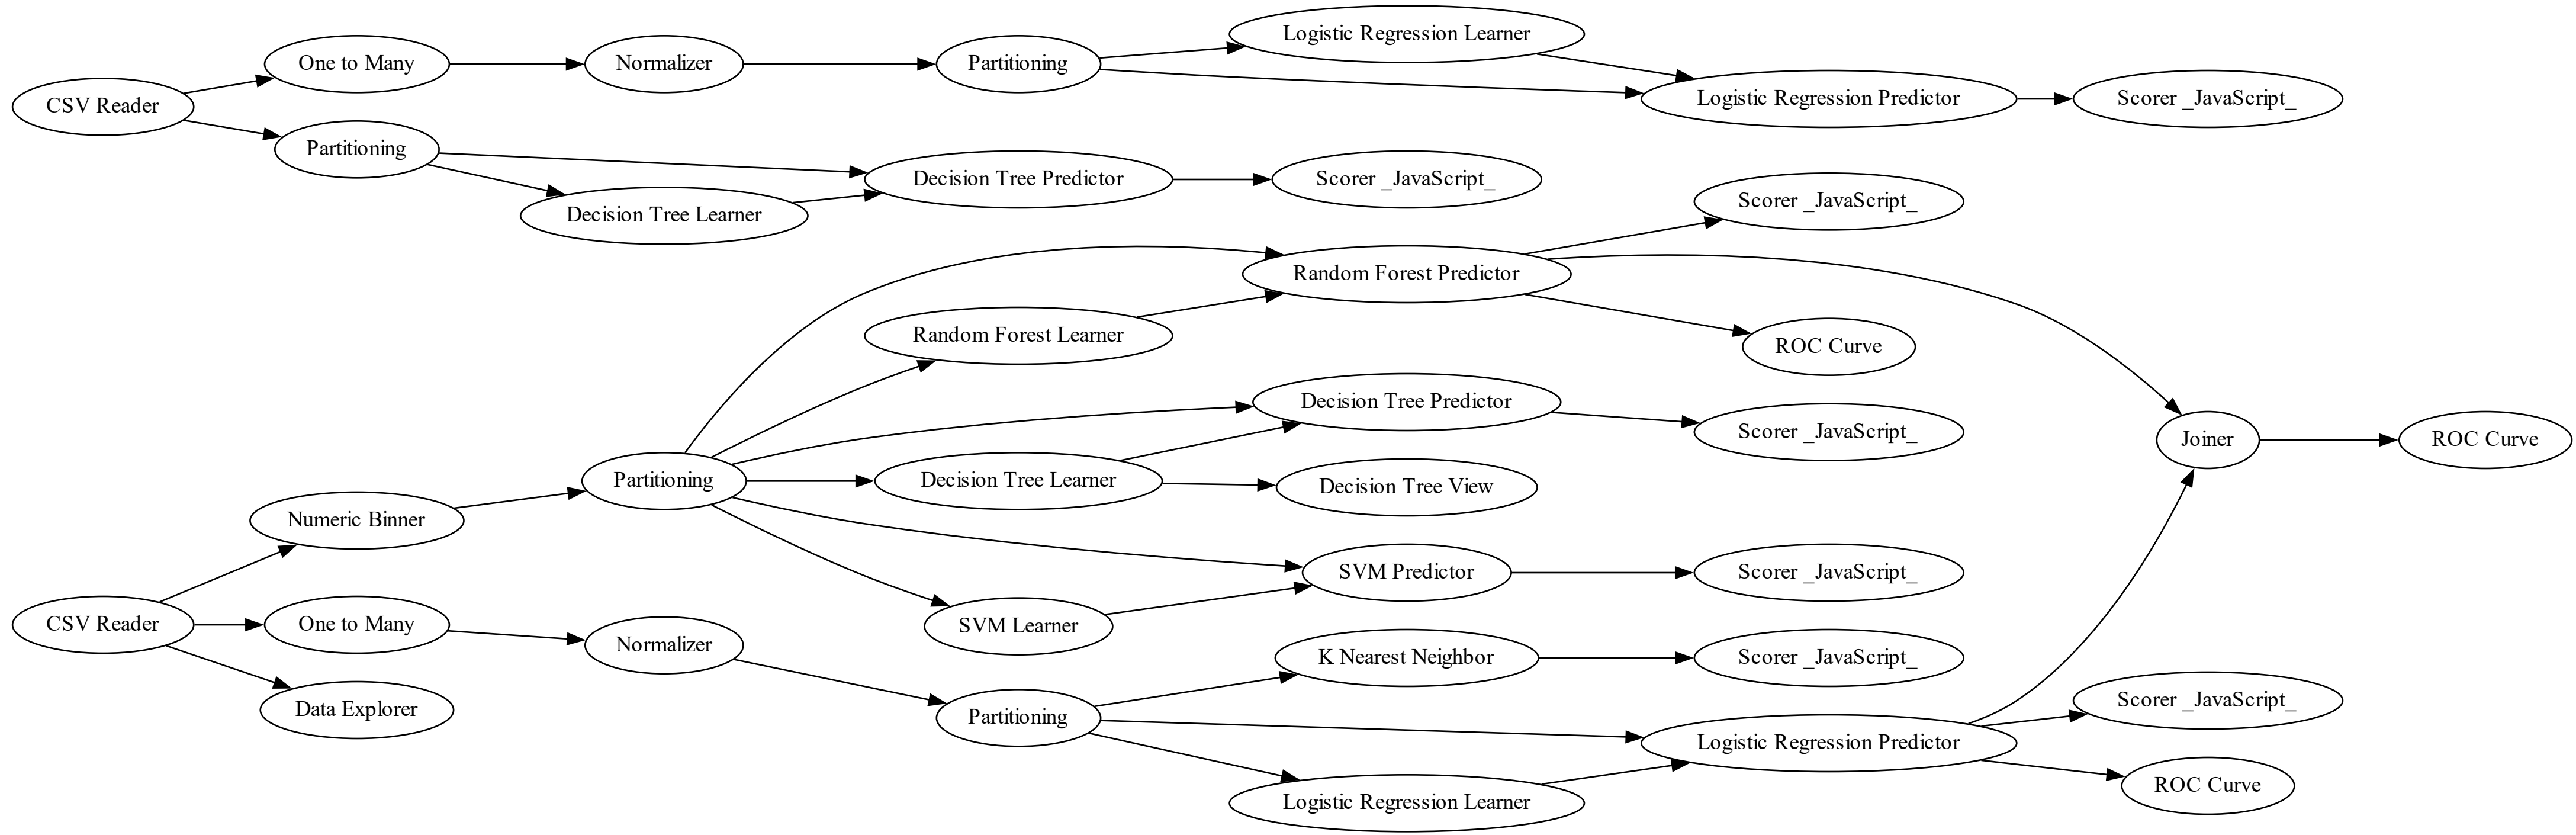 CSV Reader
One to Many
Normalizer
Partitioning
Logistic Regression Learner
Logistic Regression Predictor
Scorer _JavaScript_
Partitioning
Decision Tree Learner
Decision Tree Predictor
Scorer _JavaScript_
CSV Reader
Numeric Binner
One to Many
Data Explorer
Partitioning
Normalizer
Random Forest Learner
Random Forest Predictor
Scorer _JavaScript_
ROC Curve
Decision Tree Learner
Decision Tree Predictor
Scorer _JavaScript_
Decision Tree View
SVM Learner
SVM Predictor
Scorer _JavaScript_
Partitioning
K Nearest Neighbor
Scorer _JavaScript_
Logistic Regression Learner
Logistic Regression Predictor
Scorer _JavaScript_
ROC Curve
Joiner
ROC Curve